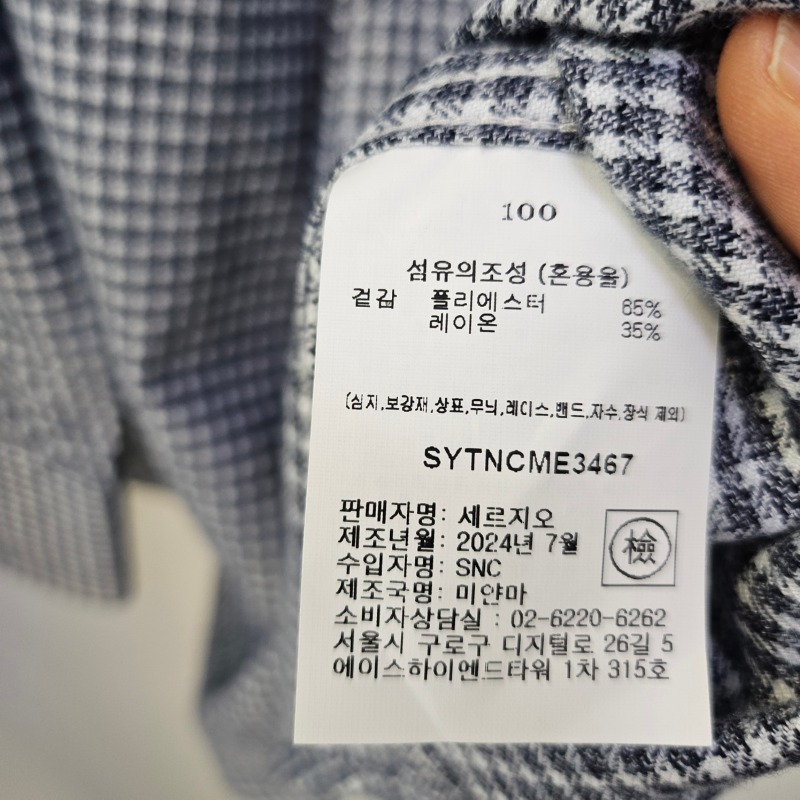 100
섬유의조성 (혼용율)
겉감 폴리에스터 65%
레이온 35%
(심지,보강재,상표,무늬,레이스,밴드,자수,장식 제외)
SYTNCME3467
판매자명: 세르지오
제조년월: 2024년 7월
수입자명: SNC
제조국명: 미얀마
檢
소비자상담실 : 02-6220-6262
서울시 구로구 디지털로 26길 5
에이스하이엔드타워 1차 315호